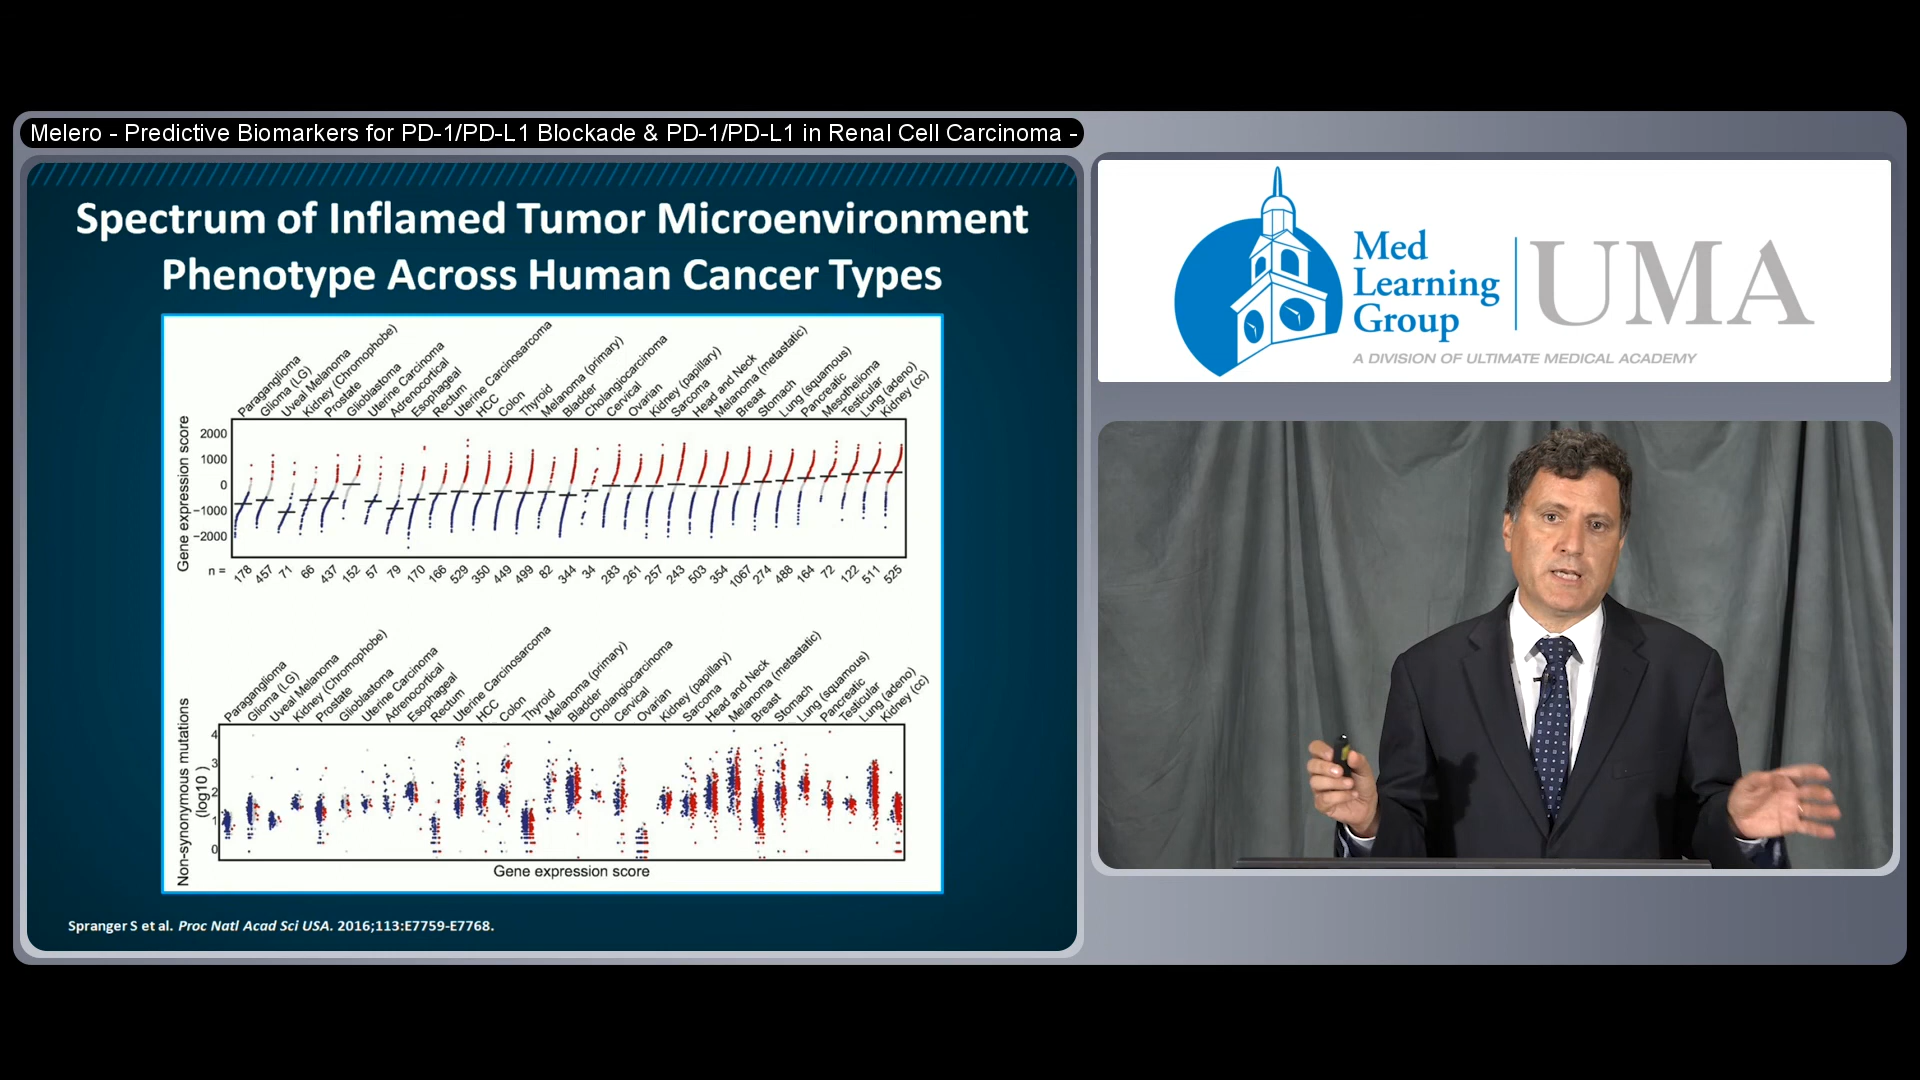 Melero - Predictive Biomarkers for PD-1/PD-L1 Blockade & PD-1/PD-L1 in Renal Cell Carcinoma -
Spectrum of Inflamed Tumor Microenvironment
Phenotype Across Human Cancer Types
Paraganglioma
Glioma (LG)
Uveal Melanoma
Kidney (Chromophobe)
Prostate
Glioblastoma
Uterine Carcinoma
Adrenocortical
Esophageal
Rectum
Uterine Carcinosarcoma
HCC
Colon
Thyroid
Melanoma (primary)
Bladder
Cholangiocarcinoma
Cervical
Ovarian
Kidney (papillary)
Sarcoma
Head and Neck
Melanoma (metastatic)
Breast
Stomach
Lung (squamous)
Pancreatic
Mesothelioma
Testicular
Lung (adeno)
Kidney (cc)
Gene expression score
2000
1000
0
−1000
−2000
n = 178 457 71 66 437 152 57 79 170 166 529 350 449 499 82 344 34 283 261 257 243 503 354 1067 274 488 164 72 122 511 525
Paraganglioma
Glioma (LG)
Uveal Melanoma
Kidney (Chromophobe)
Prostate
Glioblastoma
Uterine Carcinoma
Adrenocortical
Esophageal
Rectum
Uterine Carcinosarcoma
HCC
Colon
Thyroid
Melanoma (primary)
Bladder
Cholangiocarcinoma
Cervical
Ovarian
Kidney (papillary)
Sarcoma
Head and Neck
Melanoma (metastatic)
Breast
Stomach
Lung (squamous)
Pancreatic
Testicular
Lung (adeno)
Kidney (cc)
Non-synonymous mutations
(log10 )
4
3
2
1
0
Gene expression score
Spranger S et al. Proc Natl Acad Sci USA. 2016;113:E7759-E7768.
Med
Learning
Group
UMA
A DIVISION OF ULTIMATE MEDICAL ACADEMY